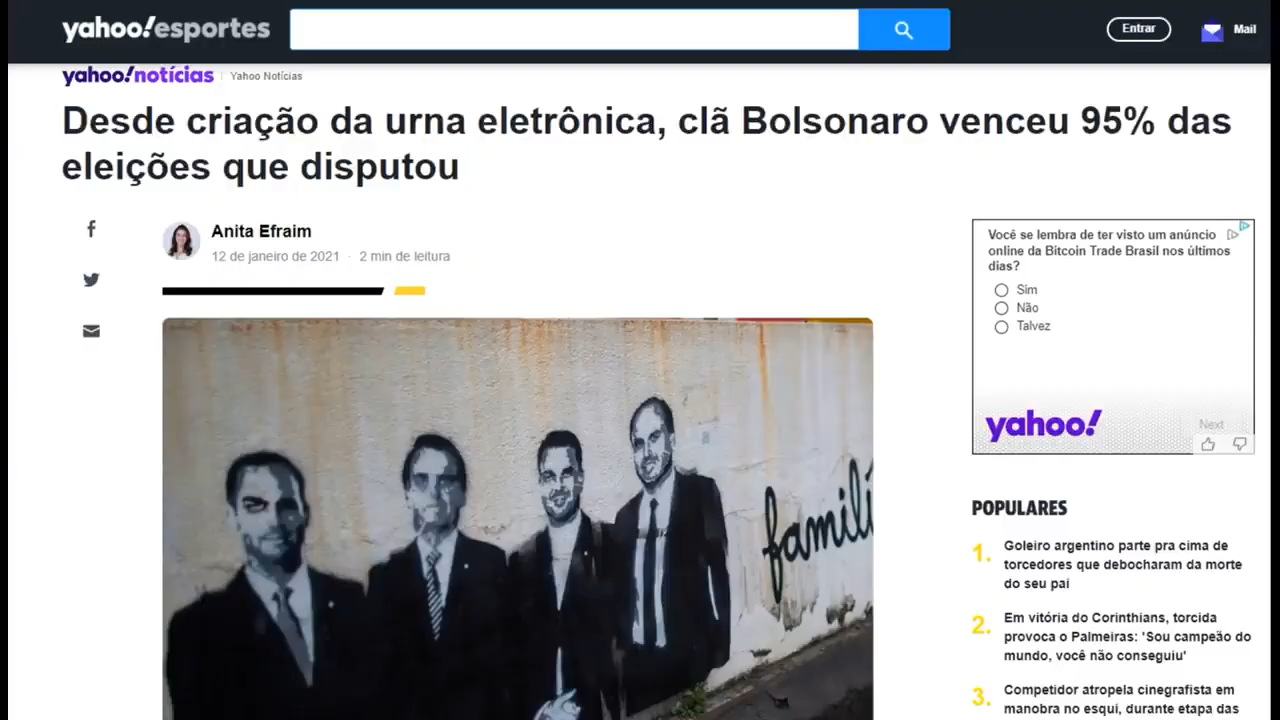 yahoo!esportes
Entrar
Mail
yahoo!notícias
Yahoo Notícias
Desde criação da urna eletrônica, clã Bolsonaro venceu 95% das
eleições que disputou
Anita Efraim
12 de janeiro de 2021 · 2 min de leitura
famili
Você se lembra de ter visto um anúncio
online da Bitcoin Trade Brasil nos últimos
dias?
Sim
Não
Talvez
yahoo!
Next
POPULARES
1. Goleiro argentino parte pra cima de
torcedores que debocharam da morte
do seu pai
2. Em vitória do Corinthians, torcida
provoca o Palmeiras: 'Sou campeão do
mundo, você não conseguiu'
3. Competidor atropela cinegrafista em
manobra no esqui, durante etapa das